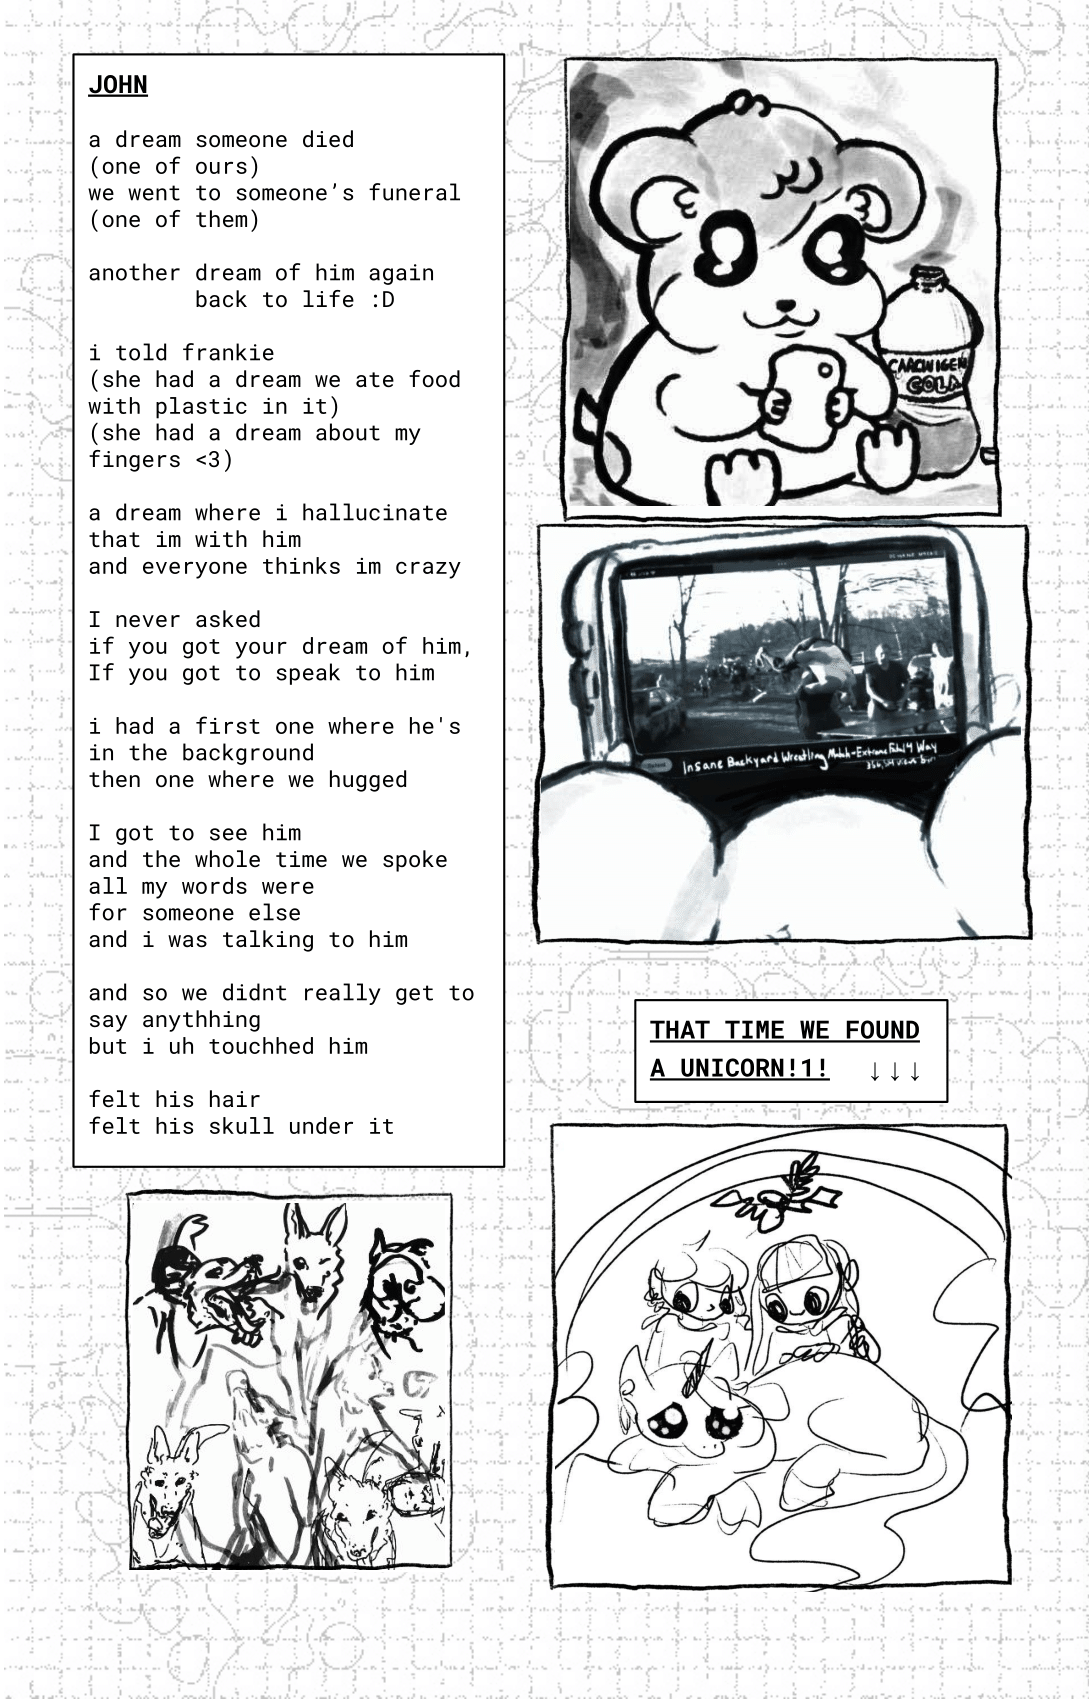 JOHN
a dream someone died
(one of ours)
we went to someone’s funeral
(one of them)
another dream of him again
back to life :D
i told frankie
(she had a dream we ate food
with plastic in it)
(she had a dream about my
fingers <3)
a dream where i hallucinate
that im with him
and everyone thinks im crazy
I never asked
if you got your dream of him,
If you got to speak to him
i had a first one where he's
in the background
then one where we hugged
I got to see him
and the whole time we spoke
all my words were
for someone else
and i was talking to him
and so we didnt really get to
say anythhing
but i uh touchhed him
felt his hair
felt his skull under it
COLA
Insane Backyard Wrestling Match-Extreme 4 Way
views
THAT TIME WE FOUND
A UNICORN!1! ↓↓↓